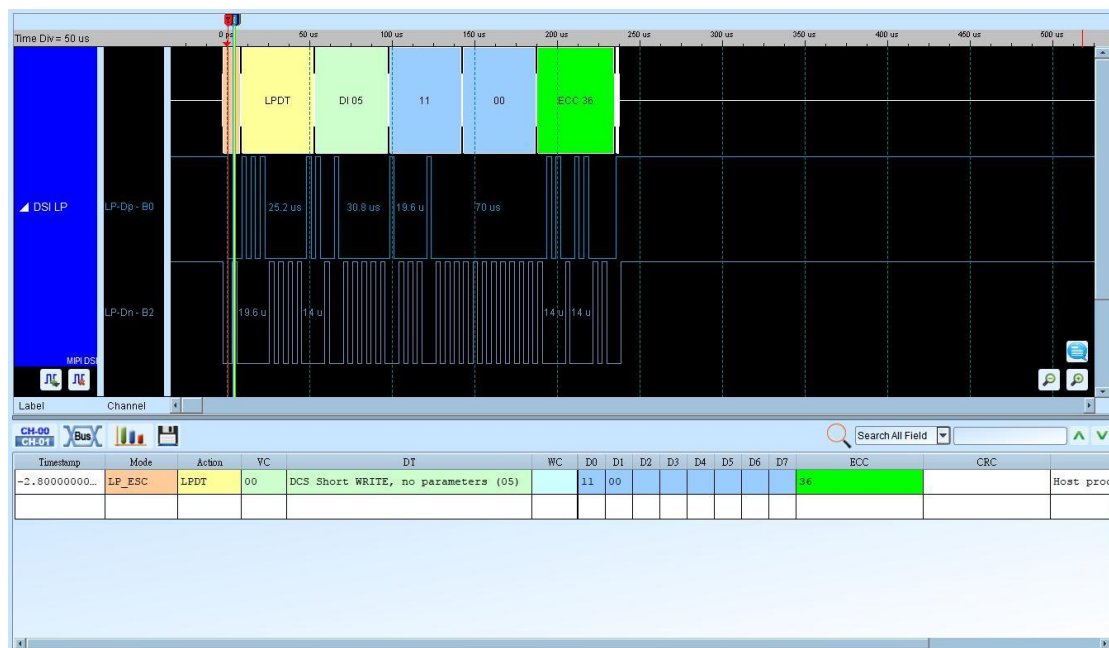 Time Div = 50 us
0 ps 50 us 100 us 150 us 200 us 250 us 300 us 350 us 400 us 450 us 500 us
LPDT DI 05 11 00 ECC 36
DSI LP LP-Dp - B0 25.2 us 30.8 us 19.6 u 70 us
LP-Dn - B2 19.6 u 14 u 14 u 14 u
MIPI DSI
Label Channel
CH-00 CH-01 Bus Search All Field
Timestamp Mode Action VC DT WC D0 D1 D2 D3 D4 D5 D6 D7 ECC CRC
-2.80000000... LP_ESC LPDT 00 DCS Short WRITE, no parameters (05) 11 00 36 Host proc